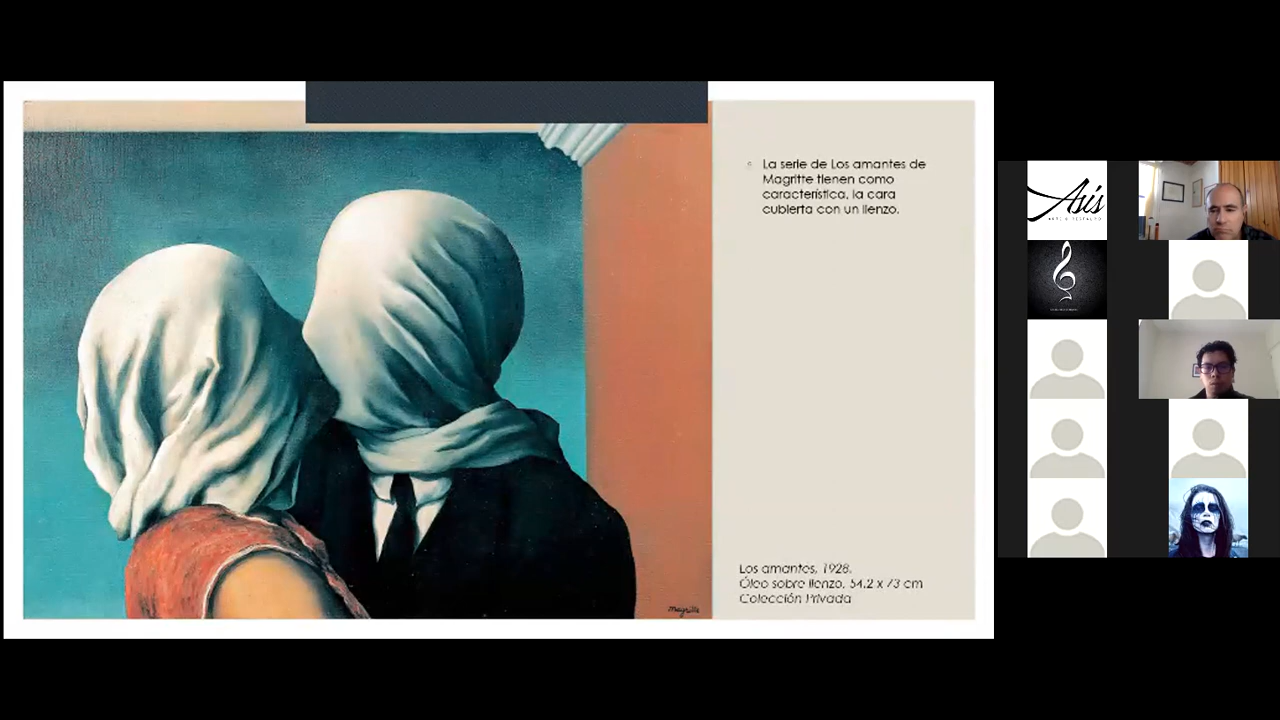 La serie de Los amantes de
Magritte tienen como
característica, la cara
cubierta con un lienzo.
Los amantes, 1928.
Óleo sobre lienzo, 54.2 x 73 cm
Colección Privada
Magritte
Asís